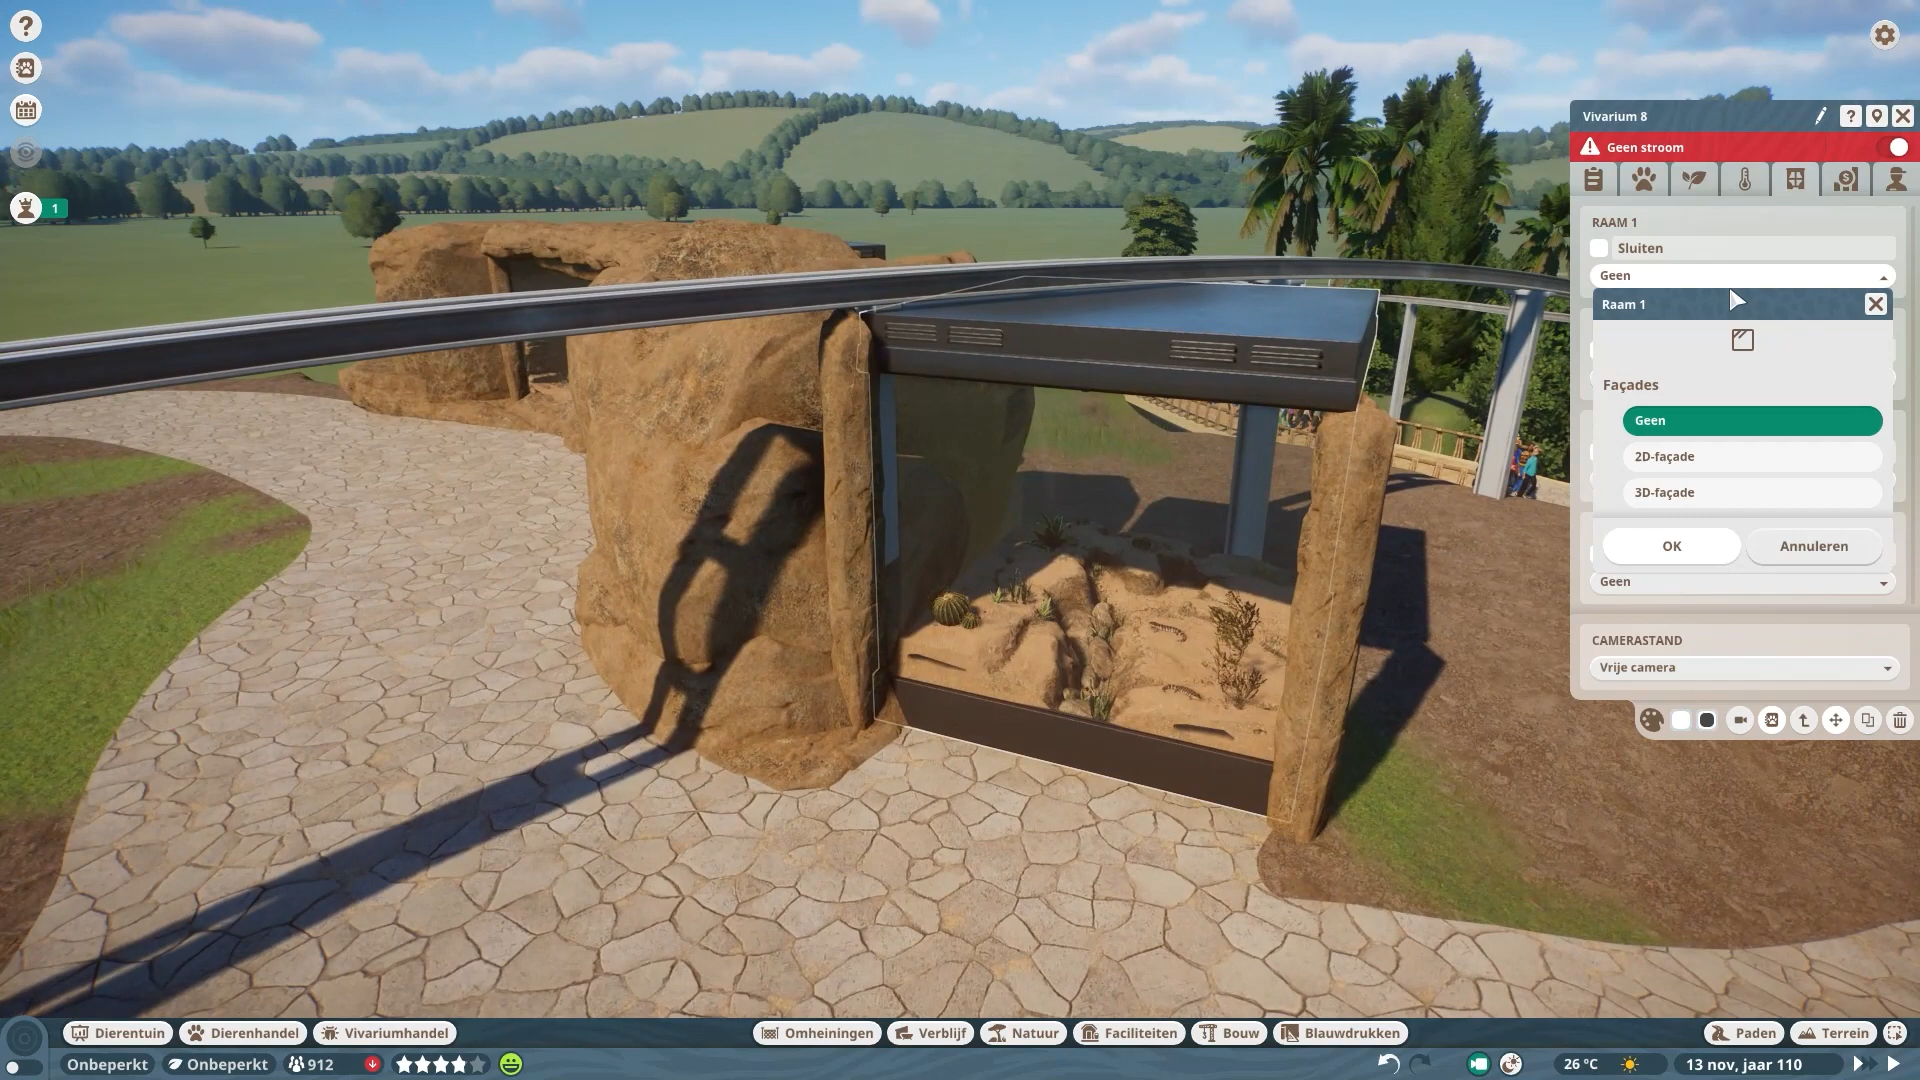 1
Vivarium 8
Geen stroom
RAAM 1
Sluiten
Geen
Raam 1
Façades
Geen
2D-façade
3D-façade
OK
Annuleren
Geen
CAMERASTAND
Vrije camera
Dierentuin
Dierenhandel
Vivariumhandel
Omheiningen
Verblijf
Natuur
Faciliteiten
Bouw
Blauwdrukken
Paden
Terrein
Onbeperkt
Onbeperkt
912
26 °C
13 nov, jaar 110